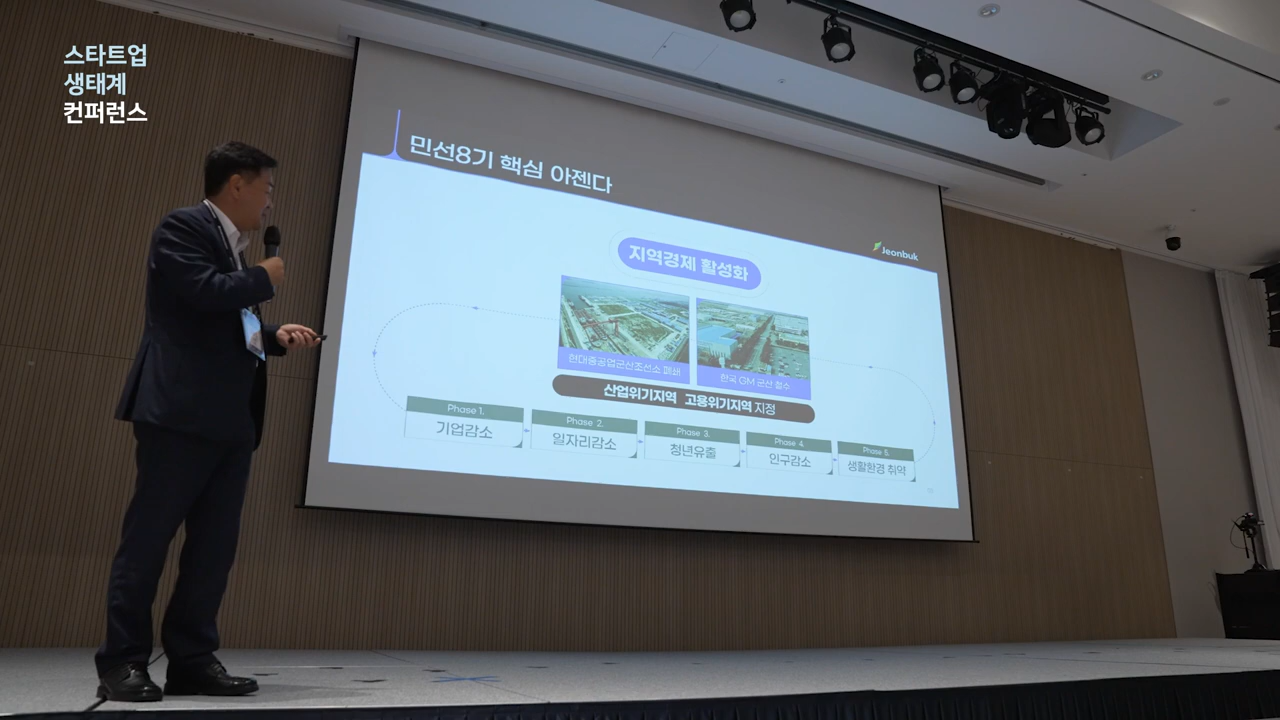 스타트업
생태계
컨퍼런스
민선8기 핵심 아젠다
Jeonbuk
지역경제 활성화
현대중공업군산조선소 폐쇄
한국 GM 군산 철수
산업위기지역 고용위기지역 지정
Phase 1.
기업감소
Phase 2.
일자리감소
Phase 3.
청년유출
Phase 4.
인구감소
Phase 5.
생활환경 취약